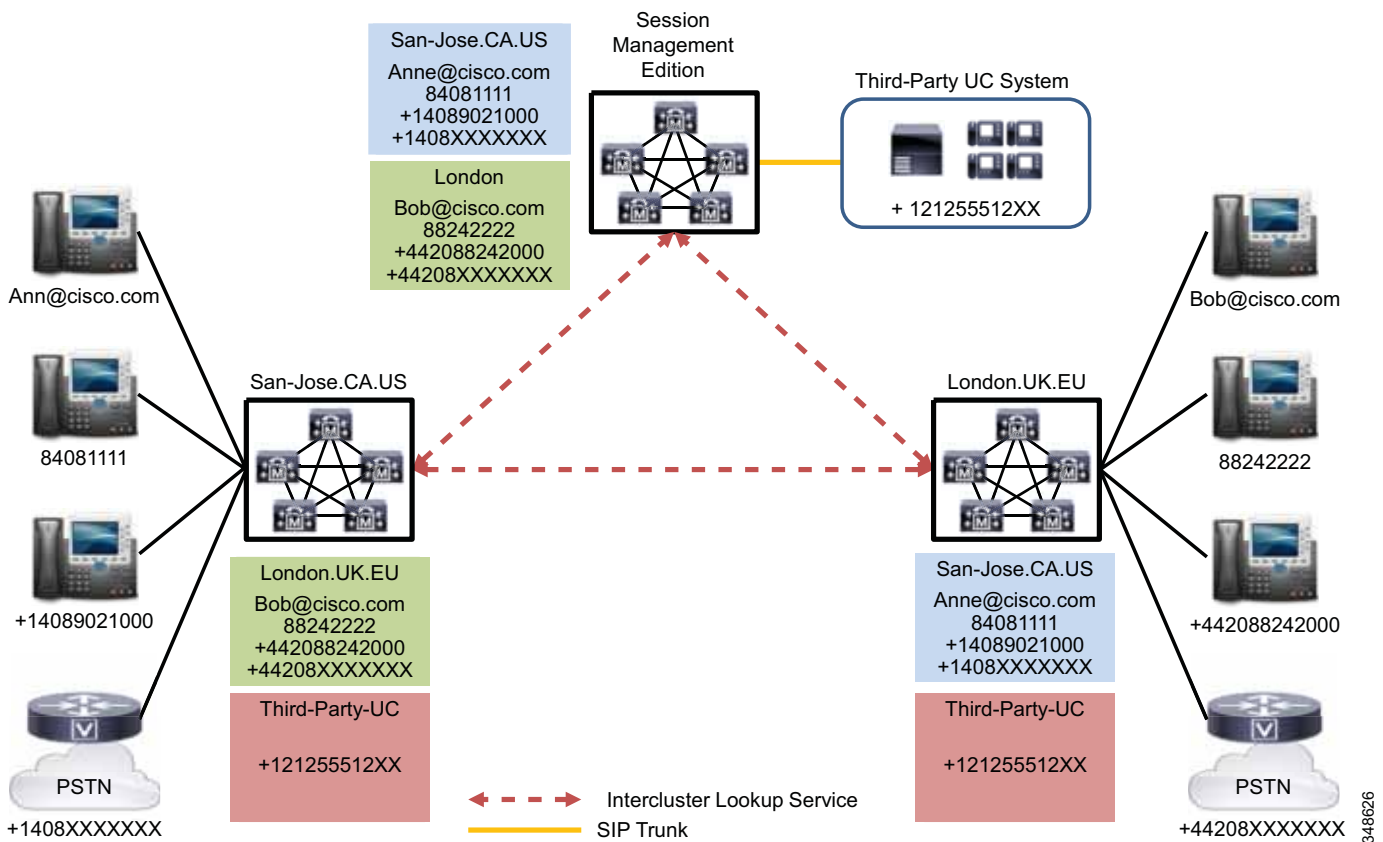 Session
Management
Edition
San-Jose.CA.US
Anne@cisco.com
84081111
+14089021000
+1408XXXXXXX
London
Bob@cisco.com
88242222
+442088242000
+44208XXXXXXX
Third-Party UC System
+ 121255512XX
Ann@cisco.com
84081111
+14089021000
PSTN
+1408XXXXXXX
San-Jose.CA.US
M
M
M
M
M
London.UK.EU
Bob@cisco.com
88242222
+442088242000
+44208XXXXXXX
Third-Party-UC
+121255512XX
London.UK.EU
M
M
M
M
M
San-Jose.CA.US
Anne@cisco.com
84081111
+14089021000
+1408XXXXXXX
Third-Party-UC
+121255512XX
Bob@cisco.com
88242222
+442088242000
V
PSTN
+44208XXXXXXX
M
M
M
M
M
V
Intercluster Lookup Service
SIP Trunk
348626